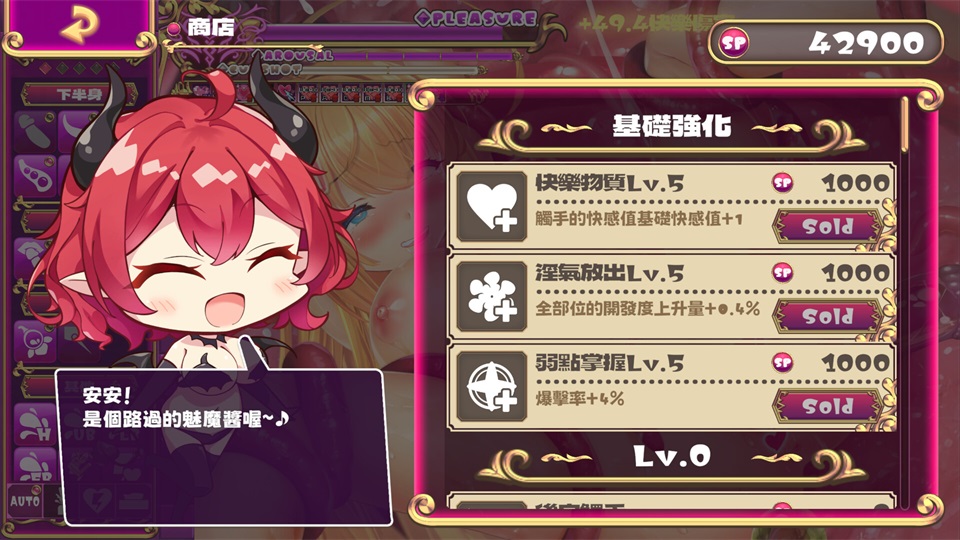 商店
SP 42900
+PLEASURE
AROUSAL
下半身
基礎強化
快樂物質Lv.5
SP 1000
觸手的快感值基礎快感值+1
Sold
淫氣放出Lv.5
SP 1000
全部位的開發度上升量+0.4%
Sold
弱點掌握Lv.5
SP 1000
爆擊率+4%
Sold
Lv.0
安安!
是個路過的魅魔醬喔~♪
AUTO